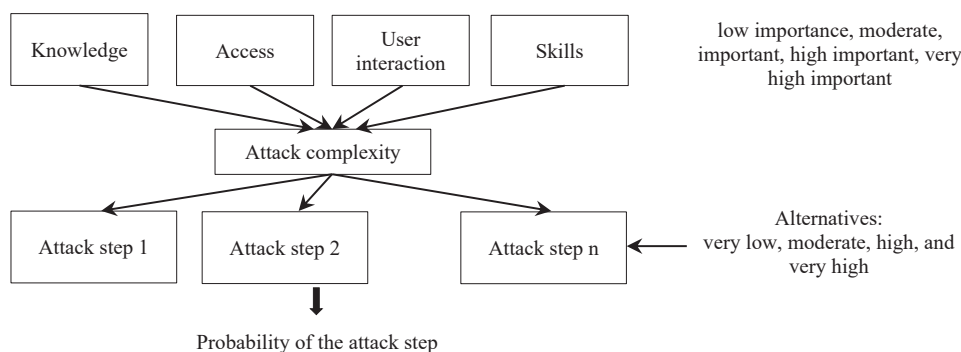 Knowledge
Access
User
interaction
Skills
low importance, moderate,
important, high important, very
high important
Attack complexity
Attack step 1
Attack step 2
Attack step n
Alternatives:
very low, moderate, high, and
very high
Probability of the attack step